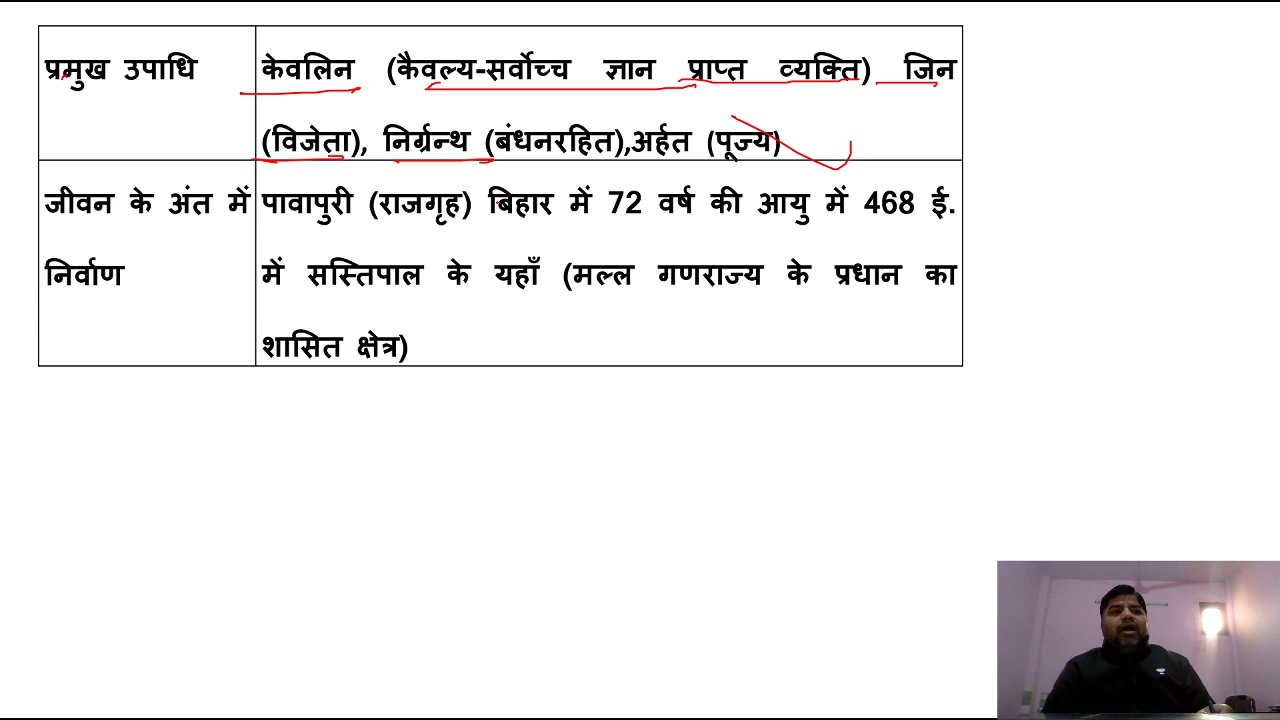 प्रमुख उपाधि
केवलिन (कैवल्य-सर्वोच्च ज्ञान प्राप्त व्यक्ति) जिन
(विजेता), निर्ग्रन्थ (बंधनरहित),अर्हत (पूज्य)
जीवन के अंत में
निर्वाण
पावापुरी (राजगृह) बिहार में 72 वर्ष की आयु में 468 ई.
में सस्तिपाल के यहाँ (मल्ल गणराज्य के प्रधान का
शासित क्षेत्र)